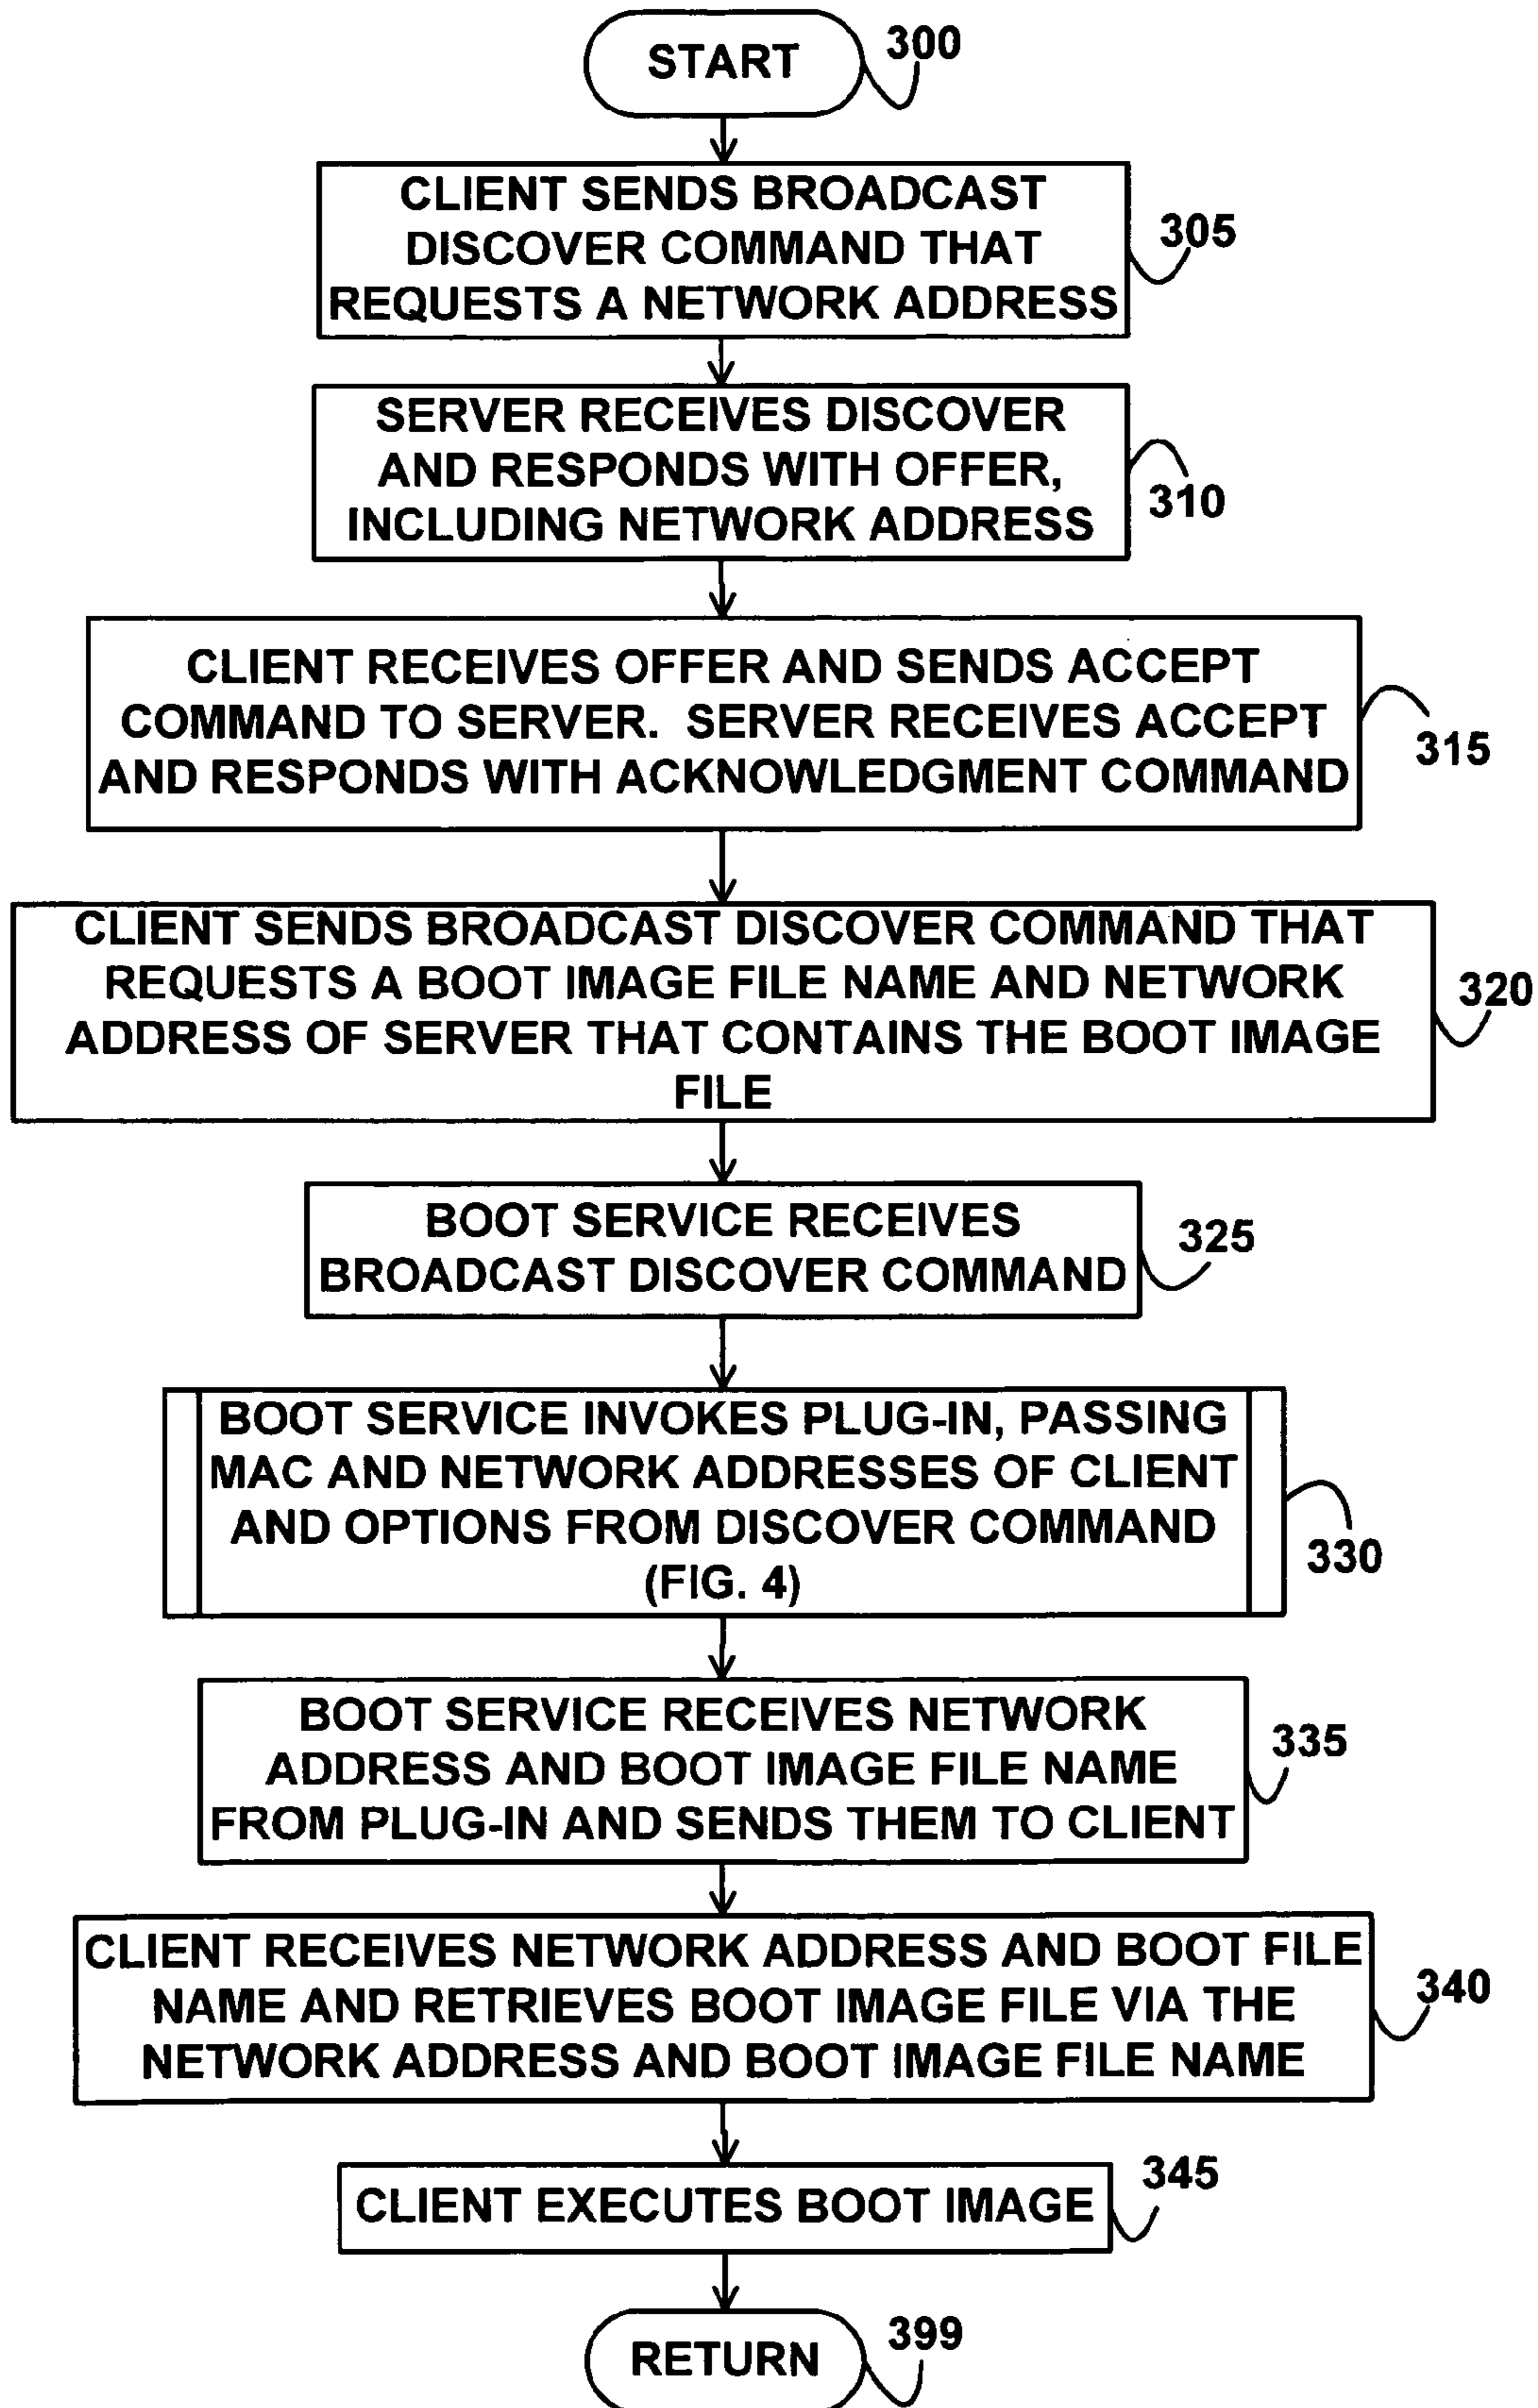 START
300
CLIENT SENDS BROADCAST
DISCOVER COMMAND THAT
REQUESTS A NETWORK ADDRESS
305
SERVER RECEIVES DISCOVER
AND RESPONDS WITH OFFER,
INCLUDING NETWORK ADDRESS
310
CLIENT RECEIVES OFFER AND SENDS ACCEPT
COMMAND TO SERVER. SERVER RECEIVES ACCEPT
AND RESPONDS WITH ACKNOWLEDGMENT COMMAND
315
CLIENT SENDS BROADCAST DISCOVER COMMAND THAT
REQUESTS A BOOT IMAGE FILE NAME AND NETWORK
ADDRESS OF SERVER THAT CONTAINS THE BOOT IMAGE
FILE
320
BOOT SERVICE RECEIVES
BROADCAST DISCOVER COMMAND
325
BOOT SERVICE INVOKES PLUG-IN, PASSING
MAC AND NETWORK ADDRESSES OF CLIENT
AND OPTIONS FROM DISCOVER COMMAND
(FIG. 4)
330
BOOT SERVICE RECEIVES NETWORK
ADDRESS AND BOOT IMAGE FILE NAME
FROM PLUG-IN AND SENDS THEM TO CLIENT
335
CLIENT RECEIVES NETWORK ADDRESS AND BOOT FILE
NAME AND RETRIEVES BOOT IMAGE FILE VIA THE
NETWORK ADDRESS AND BOOT IMAGE FILE NAME
340
CLIENT EXECUTES BOOT IMAGE
345
RETURN
399